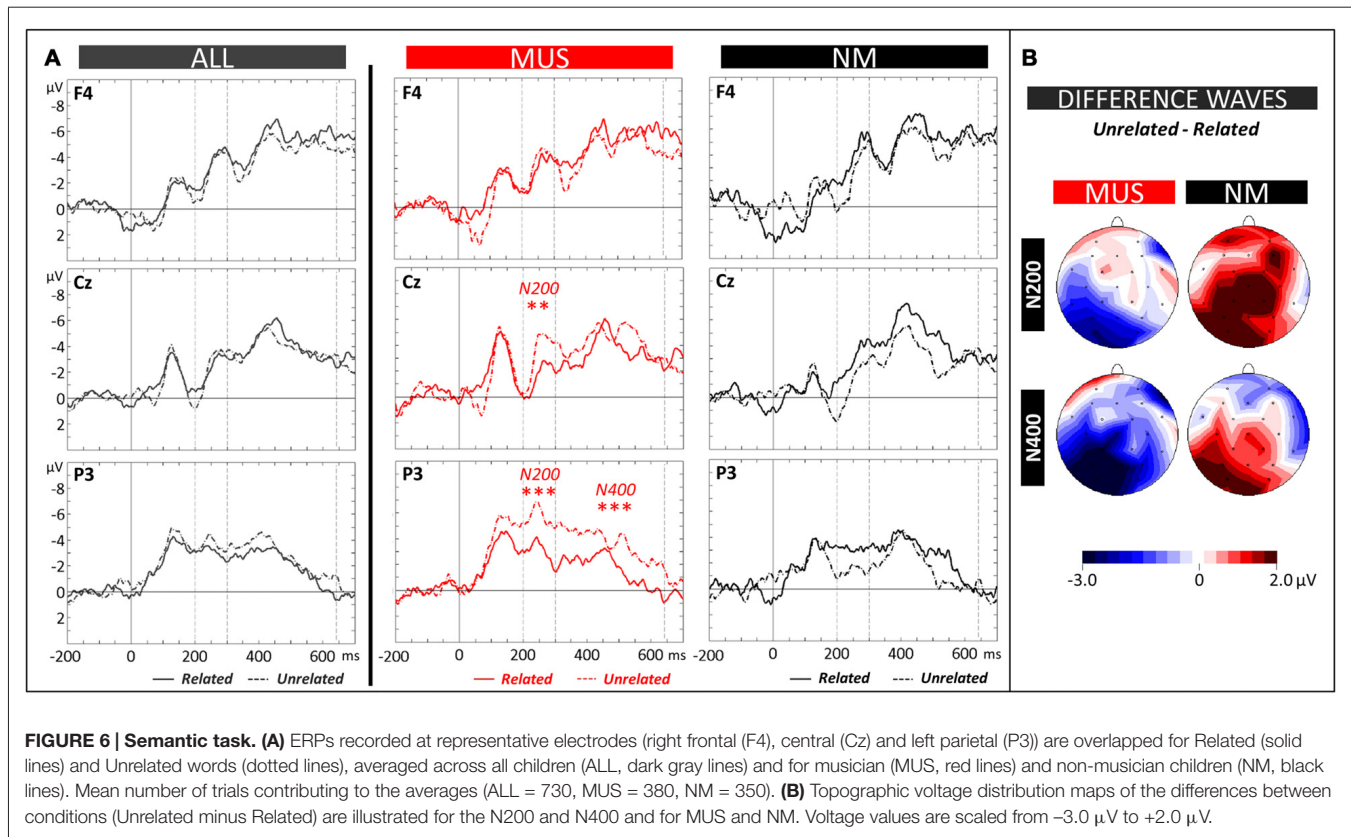 A
ALL
MUS
NM
B
DIFFERENCE WAVES
Unrelated - Related
µV
F4
-8
-6
-4
-2
0
2
F4
F4
µV
Cz
-8
-6
-4
-2
0
2
Cz
N200
**
Cz
µV
P3
-8
-6
-4
-2
0
2
P3
N200
***
N400
***
P3
-200 0 200 400 600 ms
-200 0 200 400 600 ms
-200 0 200 400 600 ms
Related Unrelated
Related Unrelated
Related Unrelated
MUS NM
N200
N400
-3.0 0 2.0 µV
FIGURE 6 | Semantic task. (A) ERPs recorded at representative electrodes (right frontal (F4), central (Cz) and left parietal (P3)) are overlapped for Related (solid
lines) and Unrelated words (dotted lines), averaged across all children (ALL, dark gray lines) and for musician (MUS, red lines) and non-musician children (NM, black
lines). Mean number of trials contributing to the averages (ALL = 730, MUS = 380, NM = 350). (B) Topographic voltage distribution maps of the differences between
conditions (Unrelated minus Related) are illustrated for the N200 and N400 and for MUS and NM. Voltage values are scaled from –3.0 µV to +2.0 µV.